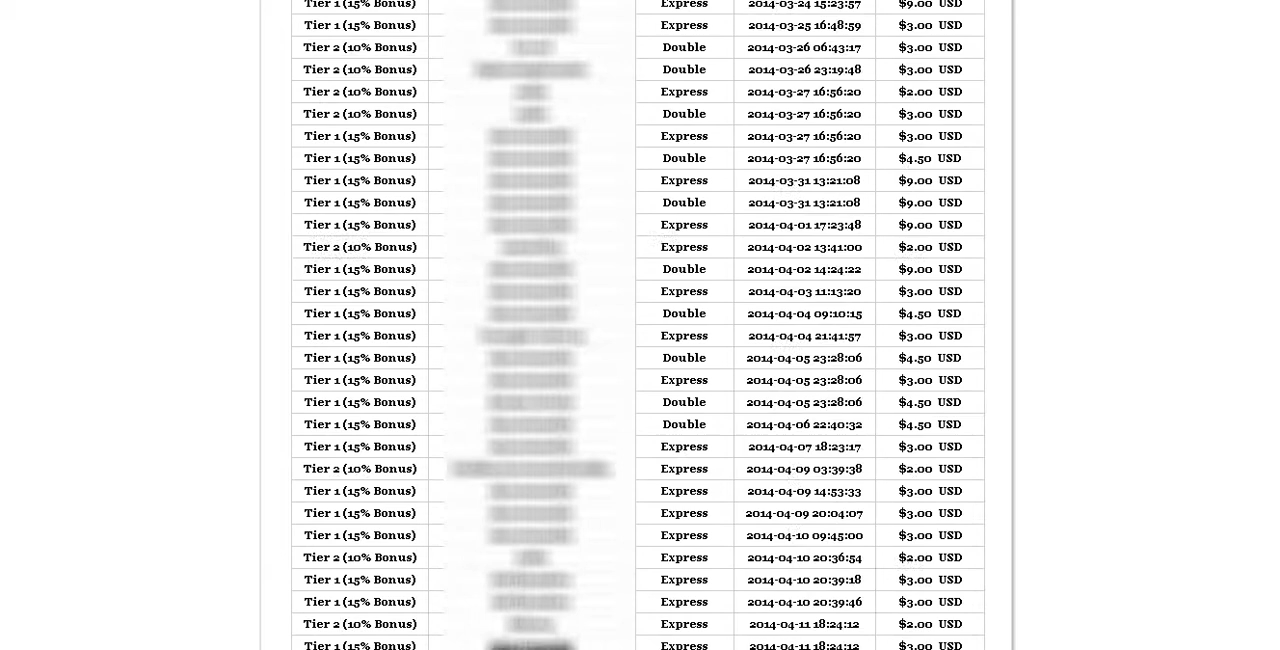 Tier 1 (15% Bonus) Express 2014-03-24 15:23:57 $9.00 USD
Tier 1 (15% Bonus) Express 2014-03-25 16:48:59 $3.00 USD
Tier 2 (10% Bonus) Double 2014-03-26 06:43:17 $3.00 USD
Tier 2 (10% Bonus) Double 2014-03-26 23:19:48 $3.00 USD
Tier 2 (10% Bonus) Express 2014-03-27 16:56:20 $2.00 USD
Tier 2 (10% Bonus) Double 2014-03-27 16:56:20 $3.00 USD
Tier 1 (15% Bonus) Express 2014-03-27 16:56:20 $3.00 USD
Tier 1 (15% Bonus) Double 2014-03-27 16:56:20 $4.50 USD
Tier 1 (15% Bonus) Express 2014-03-31 13:21:08 $9.00 USD
Tier 1 (15% Bonus) Double 2014-03-31 13:21:08 $9.00 USD
Tier 1 (15% Bonus) Express 2014-04-01 17:23:48 $9.00 USD
Tier 2 (10% Bonus) Express 2014-04-02 13:41:00 $2.00 USD
Tier 1 (15% Bonus) Double 2014-04-02 14:24:22 $9.00 USD
Tier 1 (15% Bonus) Express 2014-04-03 11:13:20 $3.00 USD
Tier 1 (15% Bonus) Double 2014-04-04 09:10:15 $4.50 USD
Tier 1 (15% Bonus) Express 2014-04-04 21:41:57 $3.00 USD
Tier 1 (15% Bonus) Double 2014-04-05 23:28:06 $4.50 USD
Tier 1 (15% Bonus) Express 2014-04-05 23:28:06 $3.00 USD
Tier 1 (15% Bonus) Double 2014-04-05 23:28:06 $4.50 USD
Tier 1 (15% Bonus) Double 2014-04-06 22:40:32 $4.50 USD
Tier 1 (15% Bonus) Express 2014-04-07 18:23:17 $3.00 USD
Tier 2 (10% Bonus) Express 2014-04-09 03:39:38 $2.00 USD
Tier 1 (15% Bonus) Express 2014-04-09 14:53:33 $3.00 USD
Tier 1 (15% Bonus) Express 2014-04-09 20:04:07 $3.00 USD
Tier 1 (15% Bonus) Express 2014-04-10 09:45:00 $3.00 USD
Tier 2 (10% Bonus) Express 2014-04-10 20:36:54 $2.00 USD
Tier 1 (15% Bonus) Express 2014-04-10 20:39:18 $3.00 USD
Tier 1 (15% Bonus) Express 2014-04-10 20:39:46 $3.00 USD
Tier 2 (10% Bonus) Express 2014-04-11 18:24:12 $2.00 USD
Tier 1 (15% Bonus) Express 2014-04-11 18:24:12 $3.00 USD